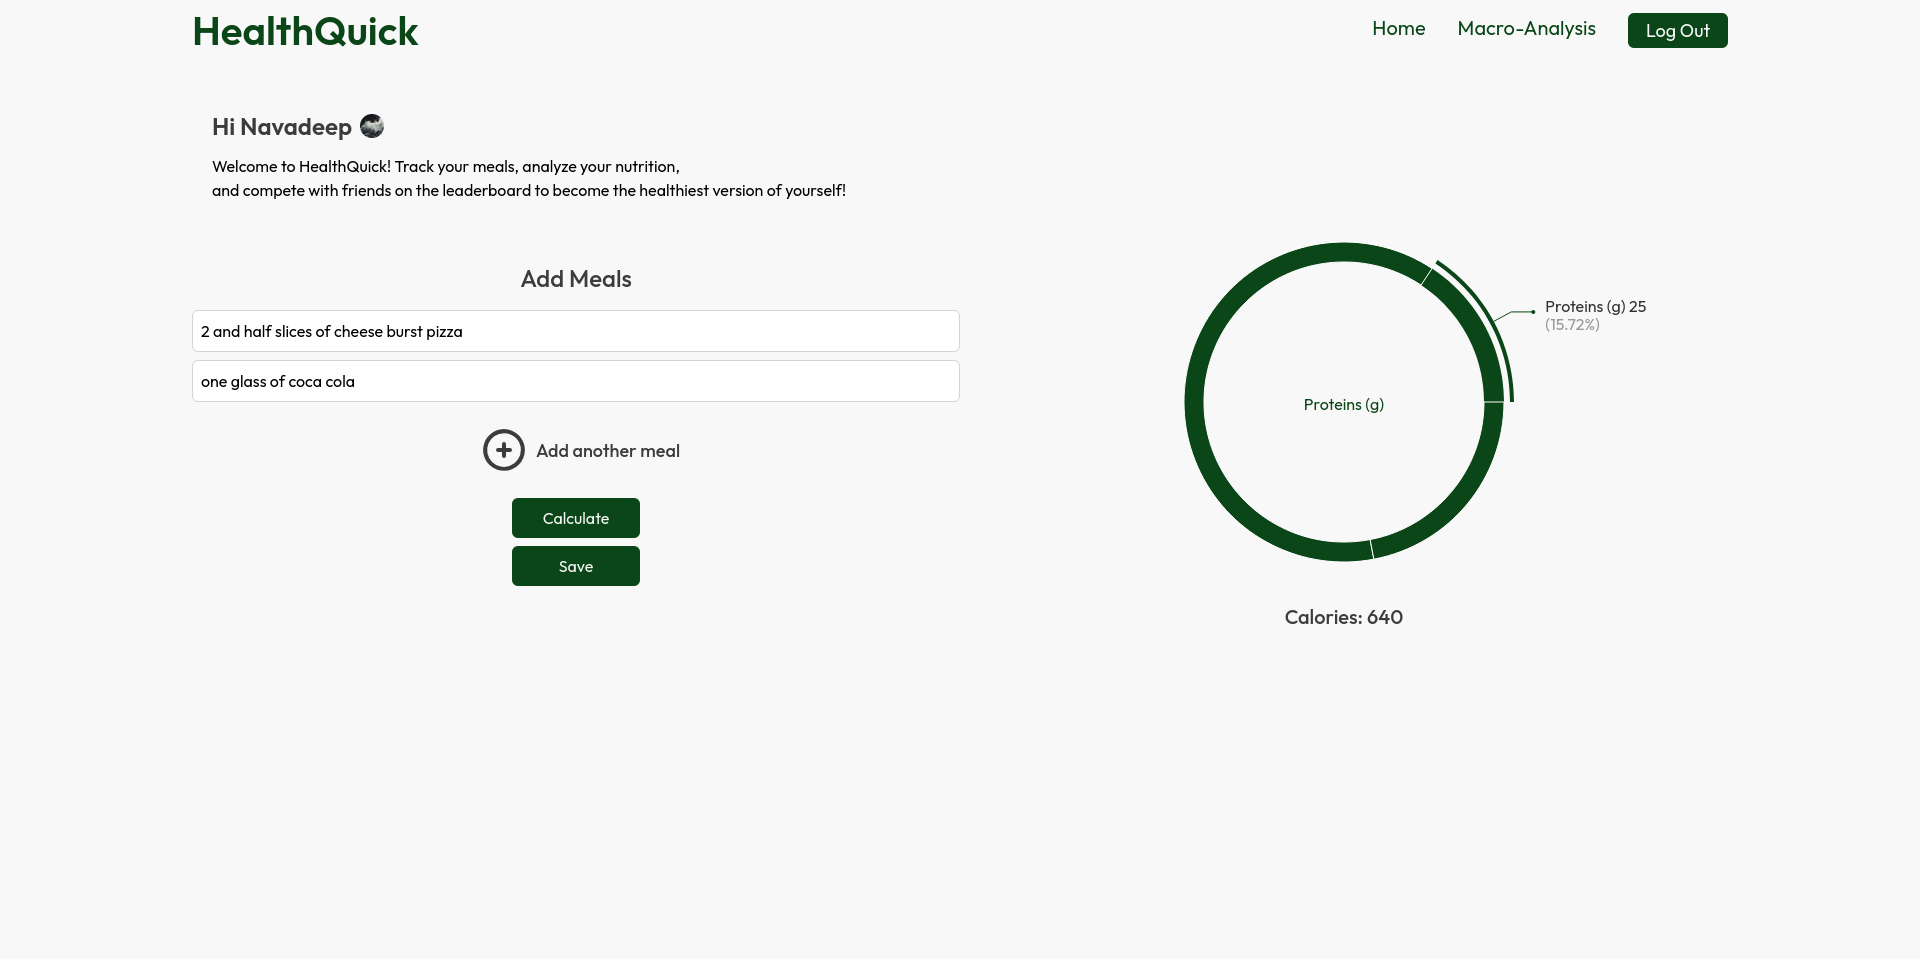 HealthQuick
Home
Macro-Analysis
Log Out
Hi Navadeep
Welcome to HealthQuick! Track your meals, analyze your nutrition,
and compete with friends on the leaderboard to become the healthiest version of yourself!
Add Meals
2 and half slices of cheese burst pizza
one glass of coca cola
Add another meal
Calculate
Save
Proteins (g) 25
(15.72%)
Proteins (g)
Calories: 640